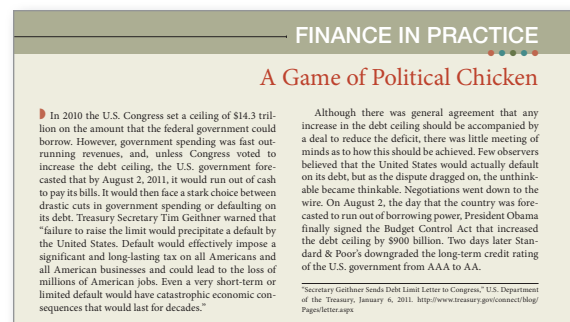 FINANCE IN PRACTICE
A Game of Political Chicken
In 2010 the U.S. Congress set a ceiling of $14.3 tril-
lion on the amount that the federal government could
borrow. However, government spending was fast out-
running revenues, and, unless Congress voted to
increase the debt ceiling, the U.S. government fore-
casted that by August 2, 2011, it would run out of cash
to pay its bills. It would then face a stark choice between
drastic cuts in government spending or defaulting on
its debt. Treasury Secretary Tim Geithner warned that
“failure to raise the limit would precipitate a default by
the United States. Default would effectively impose a
significant and long-lasting tax on all Americans and
all American businesses and could lead to the loss of
millions of American jobs. Even a very short-term or
limited default would have catastrophic economic con-
sequences that would last for decades.”
Although there was general agreement that any
increase in the debt ceiling should be accompanied by
a deal to reduce the deficit, there was little meeting of
minds as to how this should be achieved. Few observers
believed that the United States would actually default
on its debt, but as the dispute dragged on, the unthink-
able became thinkable. Negotiations went down to the
wire. On August 2, the day that the country was fore-
casted to run out of borrowing power, President Obama
finally signed the Budget Control Act that increased
the debt ceiling by $900 billion. Two days later Stan-
dard & Poor’s downgraded the long-term credit rating
of the U.S. government from AAA to AA.
“Secretary Geithner Sends Debt Limit Letter to Congress,” U.S. Department
of the Treasury, January 6, 2011. http://www.treasury.gov/connect/blog/
Pages/letter.aspx